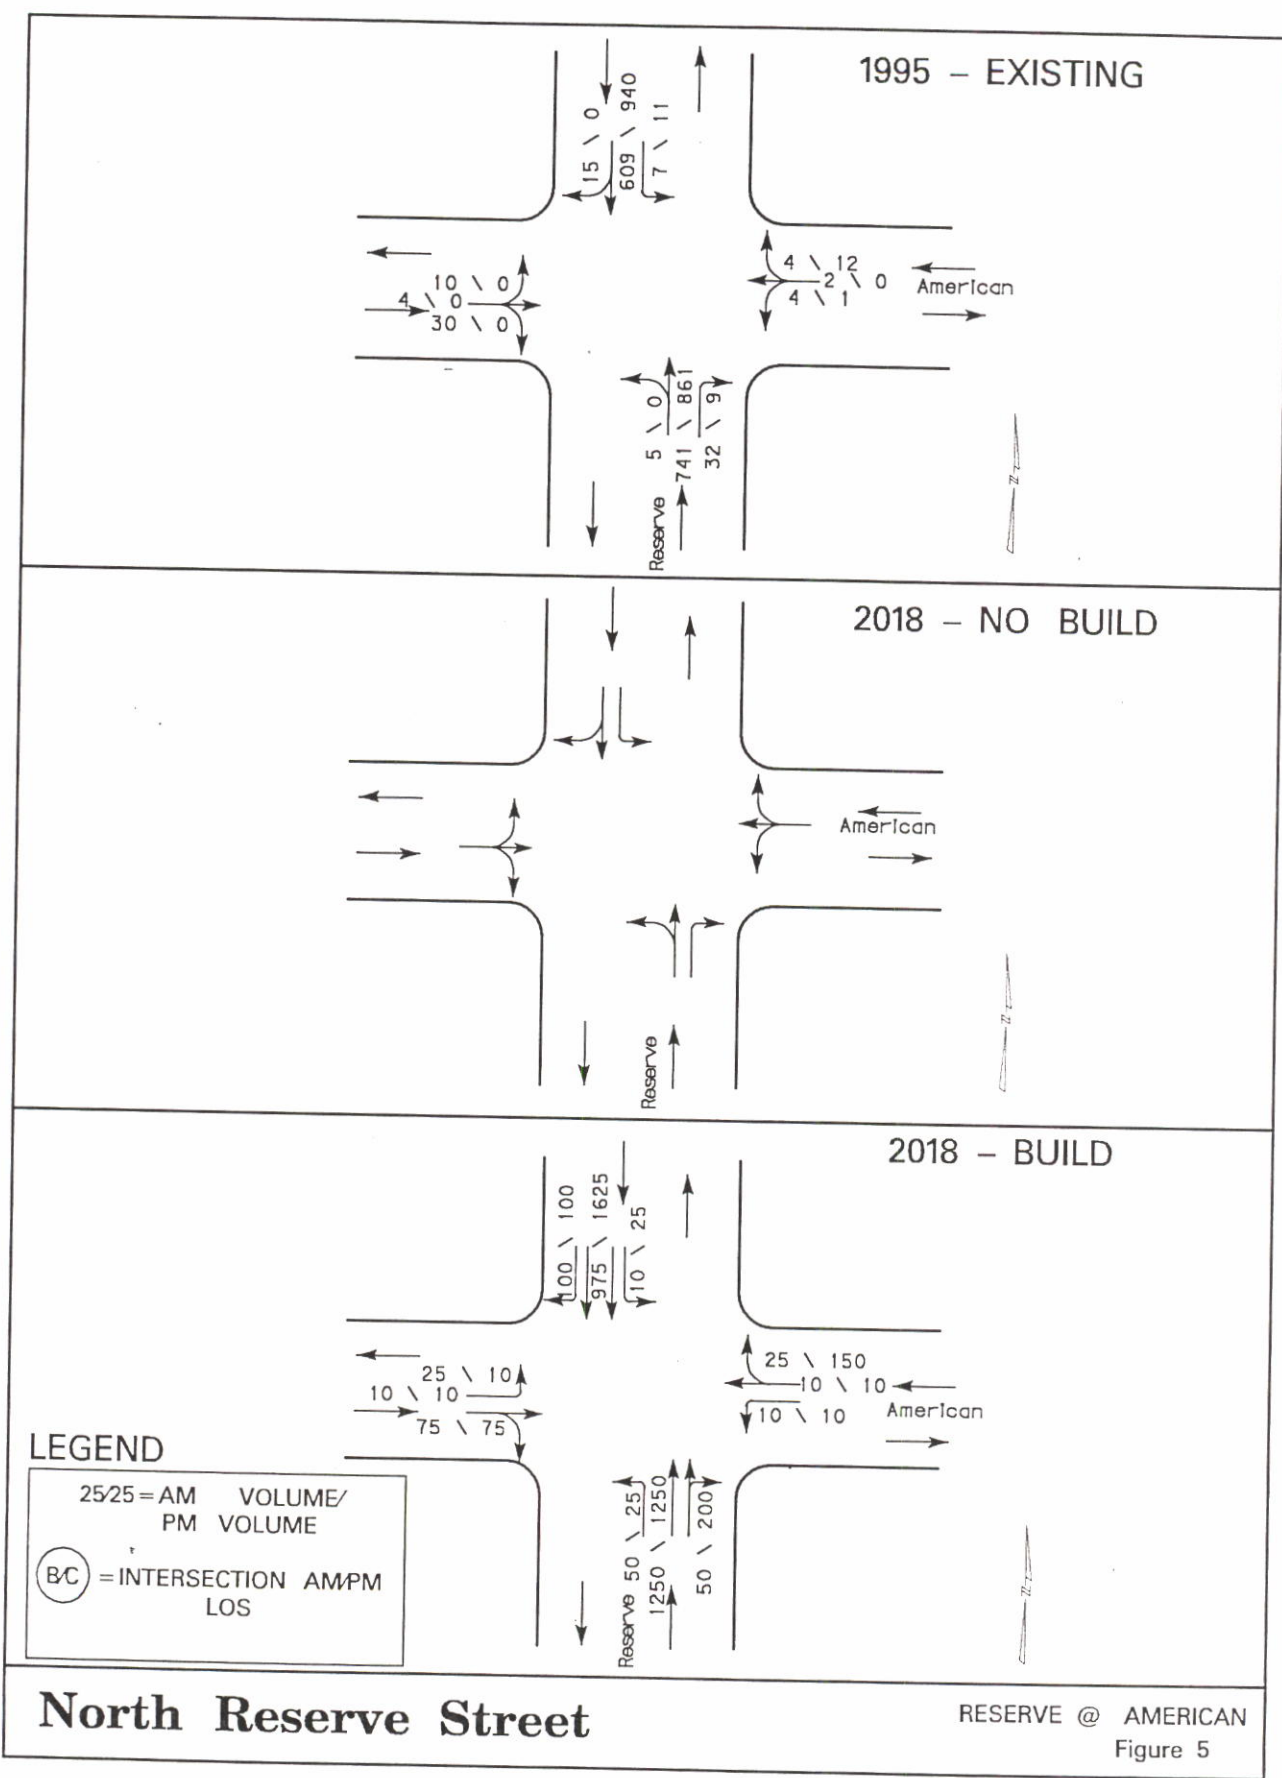 1995 - EXISTING
15 \ 0
609 \ 940
7 \ 11
10 \ 0
4 \ 0
30 \ 0
4 \ 12
2 \ 0
4 \ 1
American
5 \ 0
741 \ 861
32 \ 9
Reserve
N
2018 - NO BUILD
American
Reserve
N
2018 - BUILD
100 \ 100
975 \ 1625
10 \ 25
25 \ 10
10 \ 10
75 \ 75
25 \ 150
10 \ 10
10 \ 10
American
50 \ 25
1250 \ 1250
50 \ 200
Reserve
N
LEGEND
25/25 = AM VOLUME/
PM VOLUME
B/C = INTERSECTION AM/PM
LOS
North Reserve Street
RESERVE @ AMERICAN
Figure 5